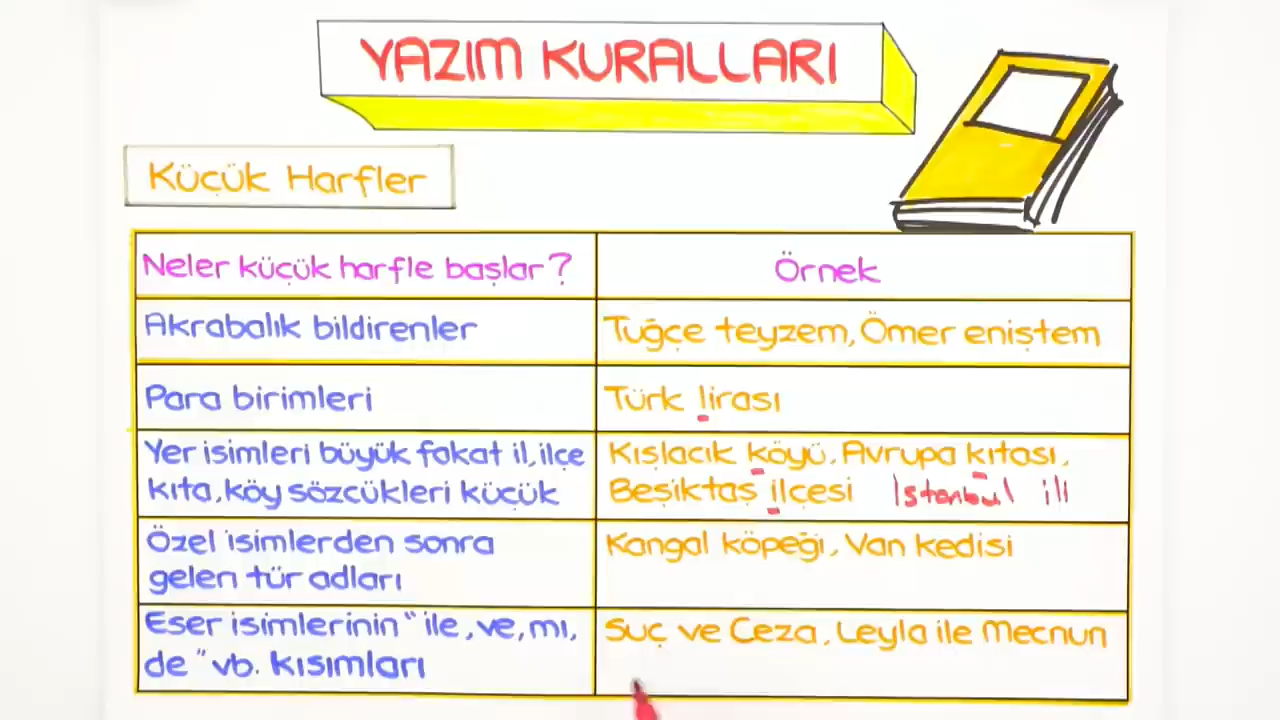 YAZIM KURALLARI
Küçük Harfler
Neler küçük harfle başlar?
Örnek
Akrabalık bildirenler
Tuğçe teyzem, Ömer eniştem
Para birimleri
Türk lirası
Yer isimleri büyük fakat il, ilçe
kıta, köy sözcükleri küçük
Kışlacık köyü, Avrupa kıtası,
Beşiktaş ilçesi İstanbul ili
Özel isimlerden sonra
gelen tür adları
Kangal köpeği, Van kedisi
Eser isimlerinin "ile, ve, mı,
de" vb. kısımları
Suç ve Ceza, Leyla ile Mecnun